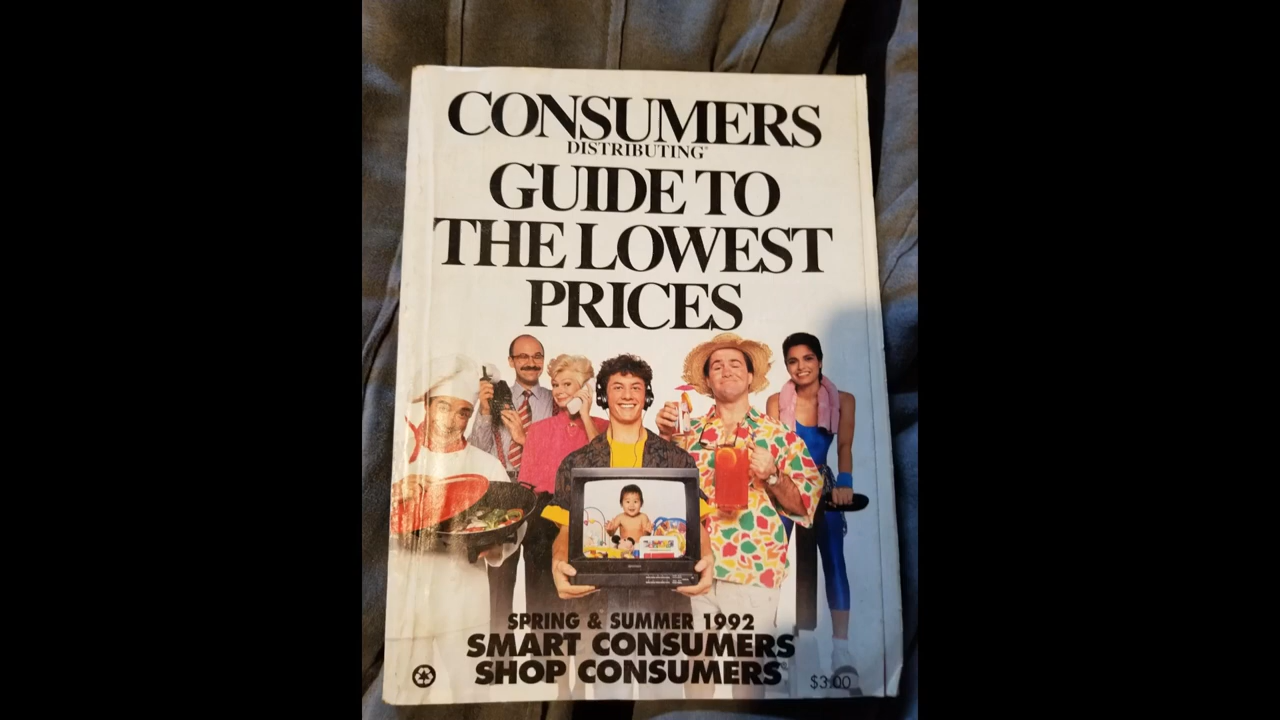 CONSUMERS
DISTRIBUTING®
GUIDE TO
THE LOWEST
PRICES
SPRING & SUMMER 1992
SMART CONSUMERS
SHOP CONSUMERS
$3.00